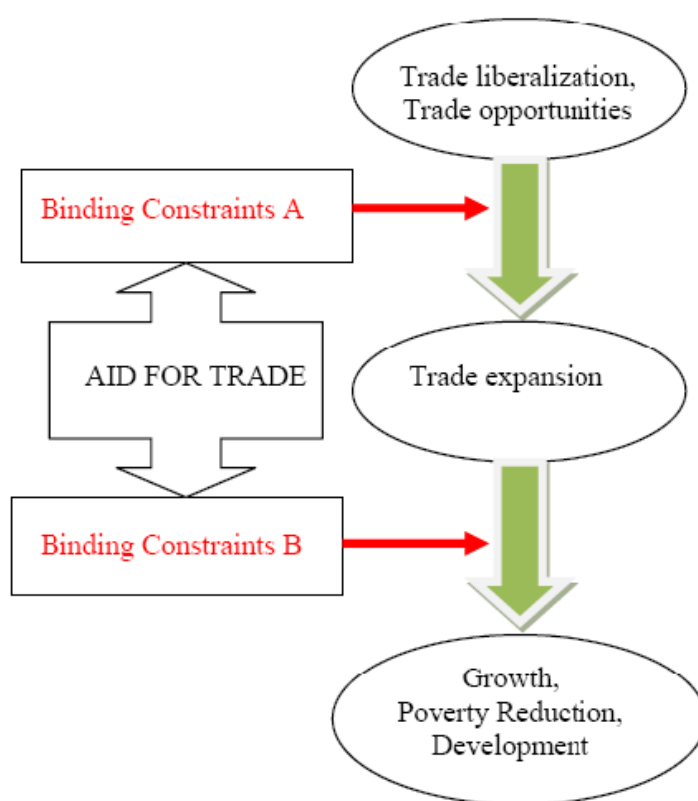 Trade liberalization,
Trade opportunities
Binding Constraints A
AID FOR TRADE
Trade expansion
Binding Constraints B
Growth,
Poverty Reduction,
Development